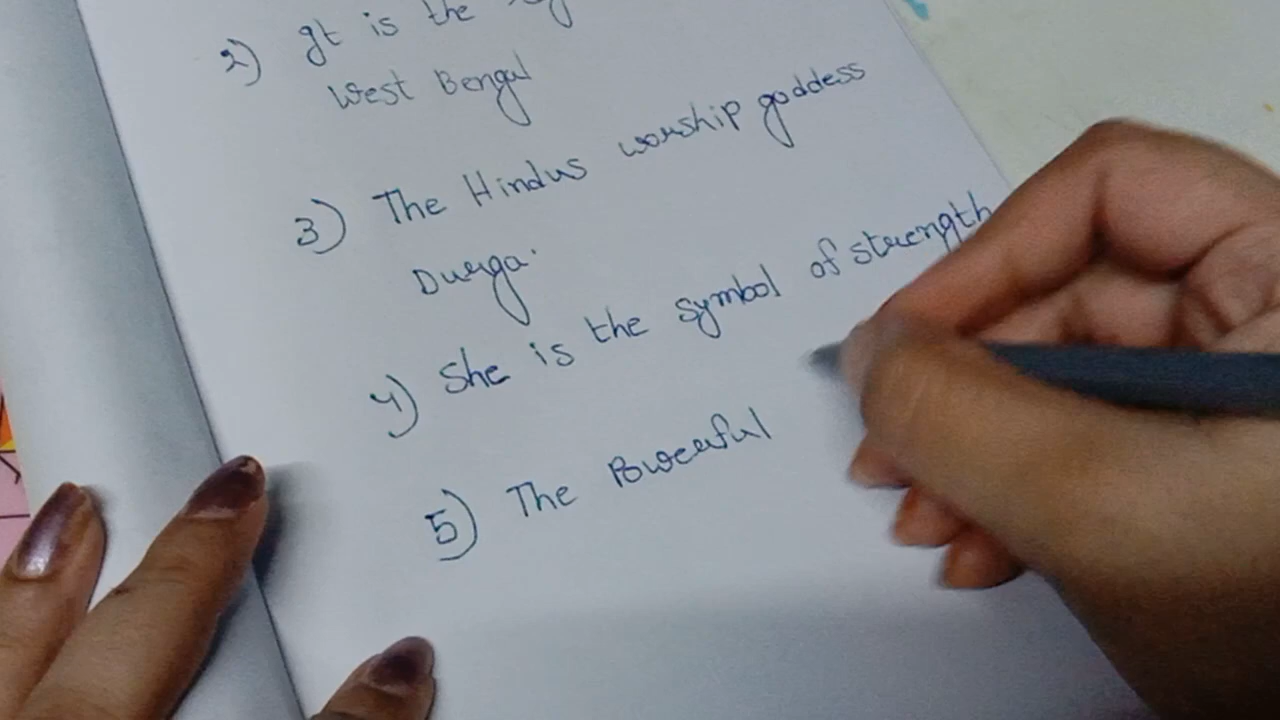 2) It is the
West Bengal
3) The Hindus worship goddess
Durga.
4) She is the symbol of strength
5) The Powerful